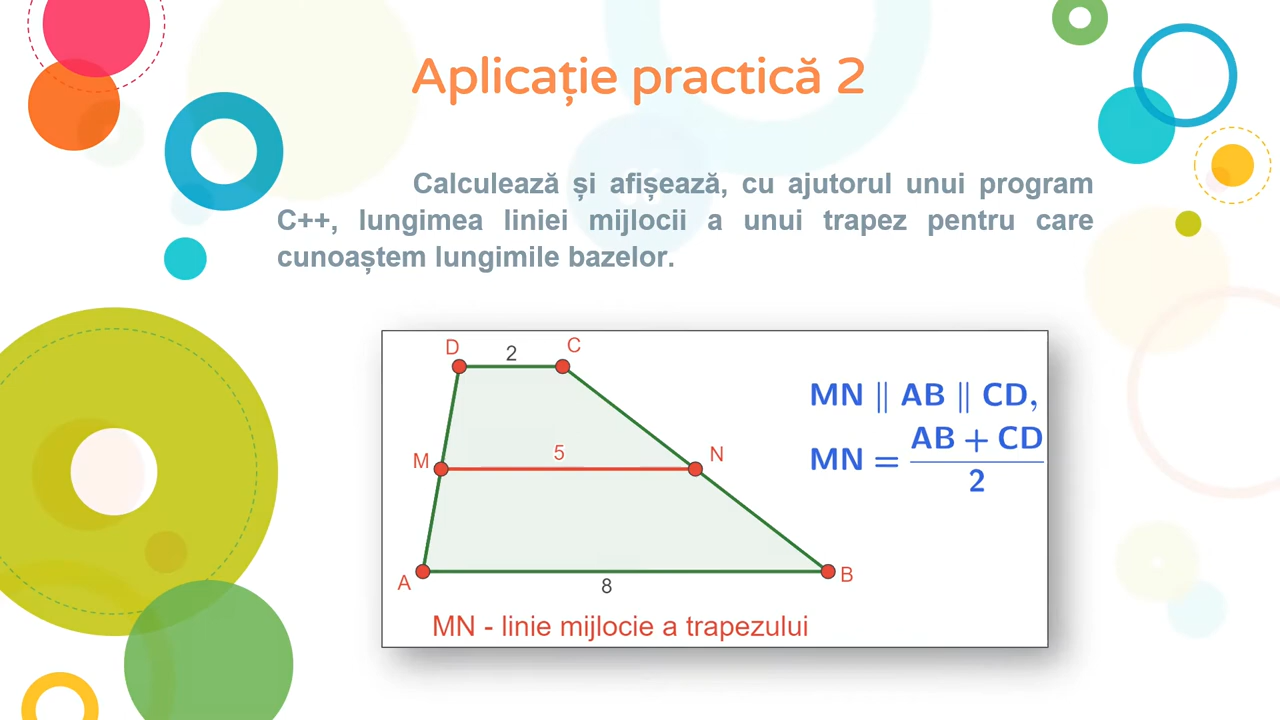 Aplicație practică 2
Calculează și afișează, cu ajutorul unui program
C++, lungimea liniei mijlocii a unui trapez pentru care
cunoaștem lungimile bazelor.
D 2 C
MN ∥ AB ∥ CD,
MN = (AB + CD) / 2
M 5 N
A 8 B
MN - linie mijlocie a trapezului